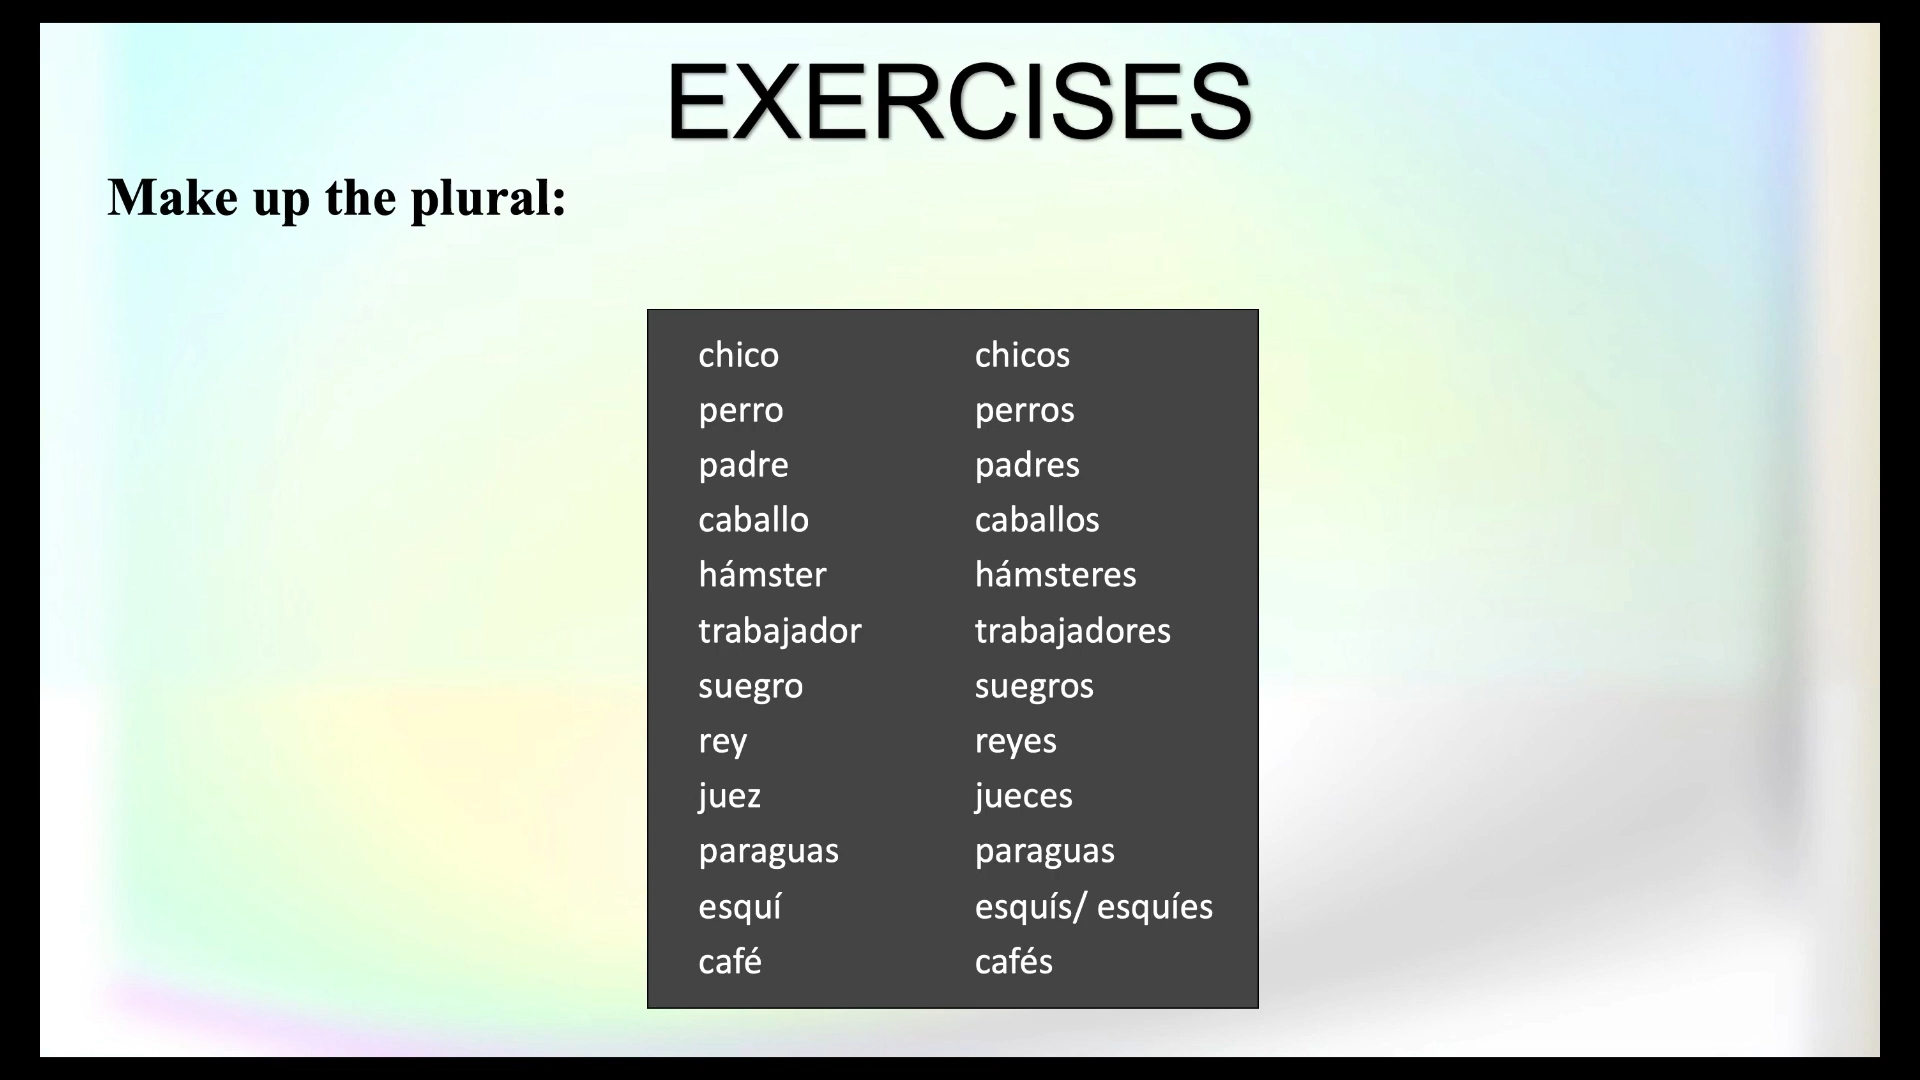 EXERCISES
Make up the plural:
chico chicos
perro perros
padre padres
caballo caballos
hámster hámsteres
trabajador trabajadores
suegro suegros
rey reyes
juez jueces
paraguas paraguas
esquí esquís/ esquíes
café cafés